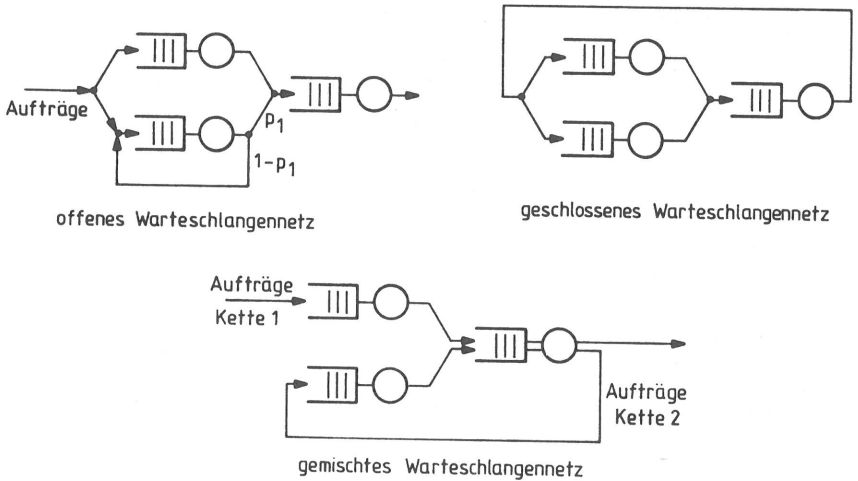 Aufträge
p1
1-p1
offenes Warteschlangennetz
geschlossenes Warteschlangennetz
Aufträge
Kette 1
Aufträge
Kette 2
gemischtes Warteschlangennetz